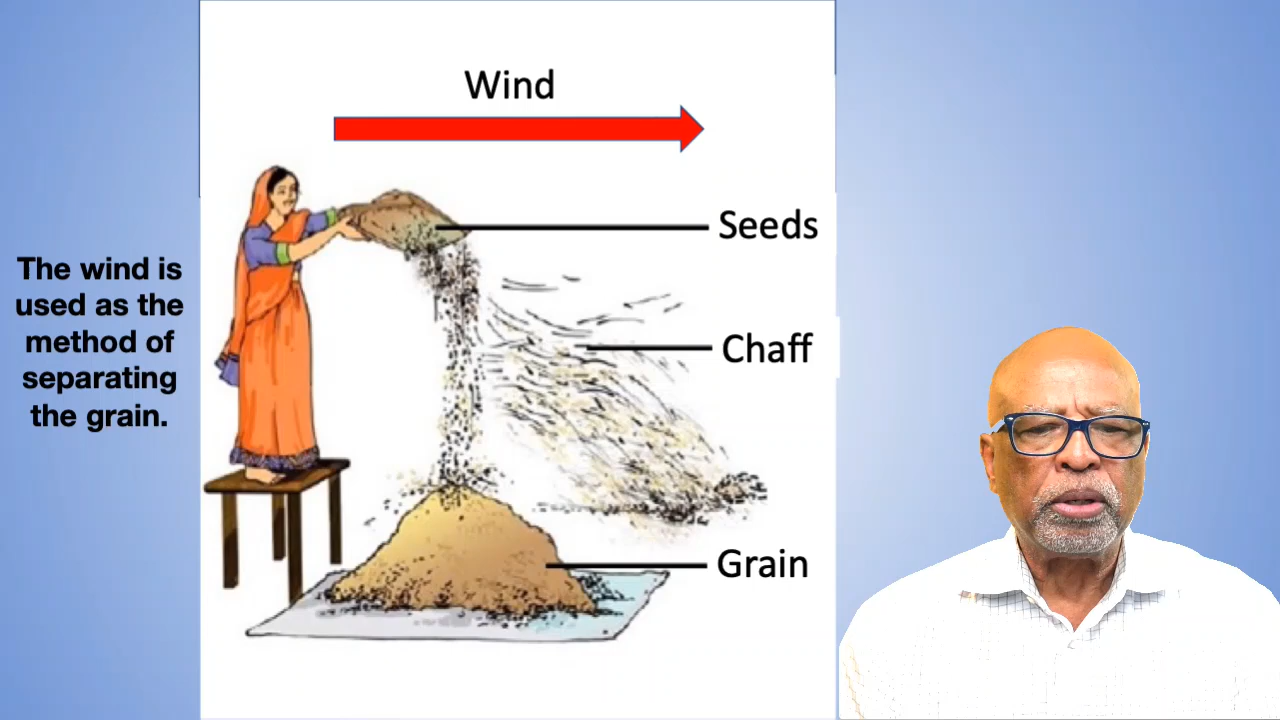 The wind is
used as the
method of
separating
the grain.
Wind
Seeds
Chaff
Grain